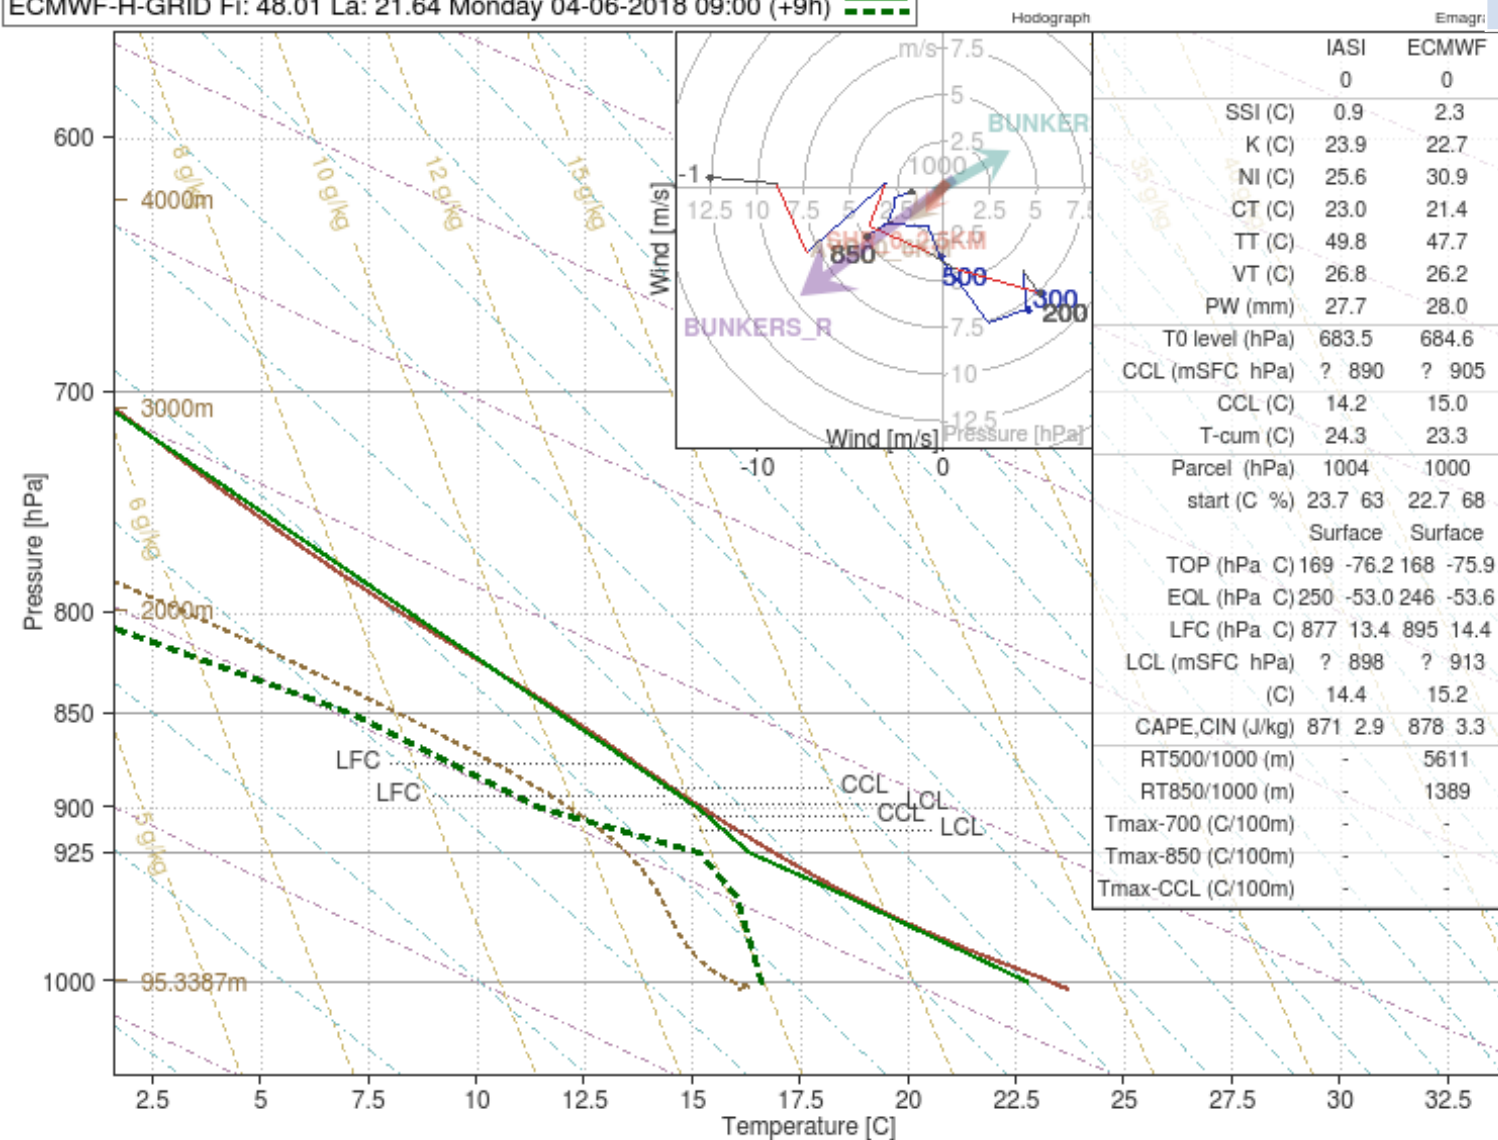 ECMWF-H-GRID Fi: 48.01 La: 21.64 Monday 04-06-2018 09:00 (+9h)
Hodograph
m/s
7.5
5
2.5
1000
BUNKER
-1
12.5 10 7.5 5 2.5 2.5 5 7.5
2.5
850
500
300
200
BUNKERS_R
7.5
10
12.5
Wind [m/s]
Wind [m/s]
Pressure [hPa]
-10 0
IASI ECMWF
0 0
SSI (C) 0.9 2.3
K (C) 23.9 22.7
NI (C) 25.6 30.9
CT (C) 23.0 21.4
TT (C) 49.8 47.7
VT (C) 26.8 26.2
PW (mm) 27.7 28.0
T0 level (hPa) 683.5 684.6
CCL (mSFC hPa) ? 890 ? 905
CCL (C) 14.2 15.0
T-cum (C) 24.3 23.3
Parcel (hPa) 1004 1000
start (C %) 23.7 63 22.7 68
Surface Surface
TOP (hPa C) 169 -76.2 168 -75.9
EQL (hPa C) 250 -53.0 246 -53.6
LFC (hPa C) 877 13.4 895 14.4
LCL (mSFC hPa) ? 898 ? 913
(C) 14.4 15.2
CAPE,CIN (J/kg) 871 2.9 878 3.3
RT500/1000 (m) - 5611
RT850/1000 (m) - 1389
Tmax-700 (C/100m) - -
Tmax-850 (C/100m) - -
Tmax-CCL (C/100m) - -
600
700
800
850
900
925
1000
Pressure [hPa]
8 g/kg
10 g/kg
12 g/kg
15 g/kg
6 g/kg
5 g/kg
4000m
3000m
2000m
95.3387m
LFC
LFC
CCL
LCL
CCL
LCL
2.5 5 7.5 10 12.5 15 17.5 20 22.5 25 27.5 30 32.5
Temperature [C]